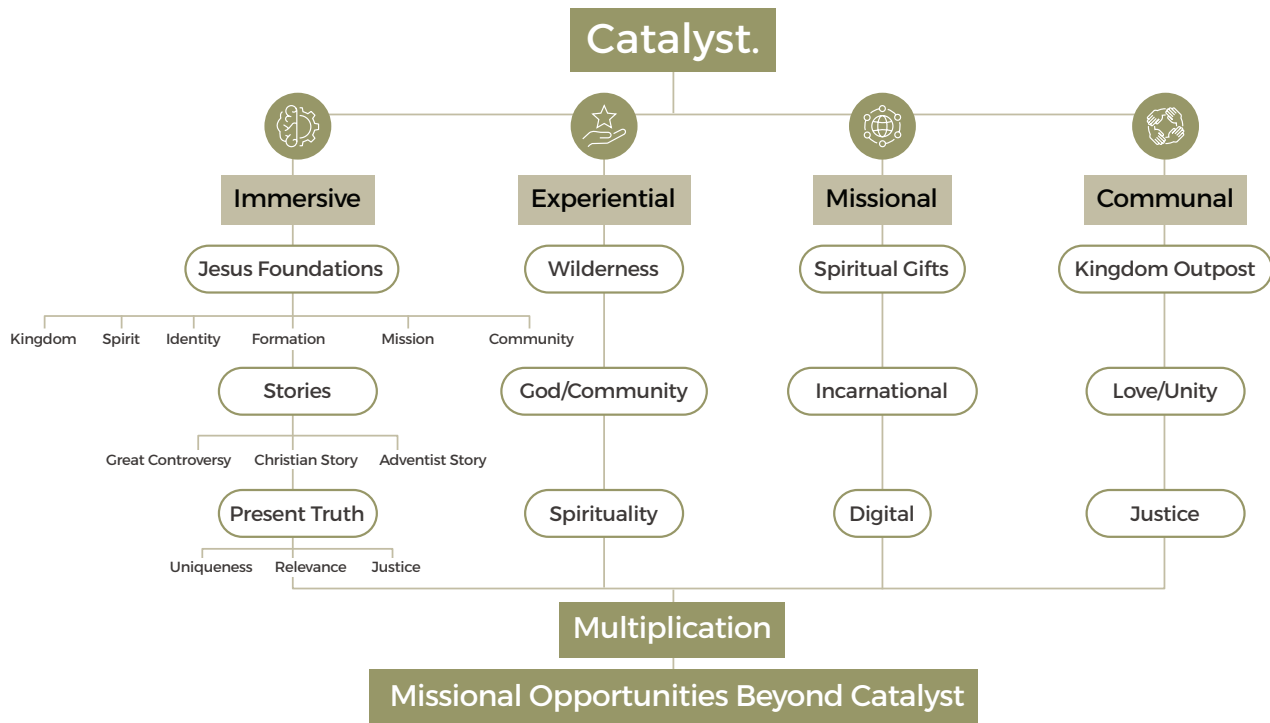 Catalyst.
Immersive
Experiential
Missional
Communal
Jesus Foundations
Wilderness
Spiritual Gifts
Kingdom Outpost
Kingdom
Spirit
Identity
Formation
Mission
Community
Stories
God/Community
Incarnational
Love/Unity
Great Controversy
Christian Story
Adventist Story
Present Truth
Spirituality
Digital
Justice
Uniqueness
Relevance
Justice
Multiplication
Missional Opportunities Beyond Catalyst